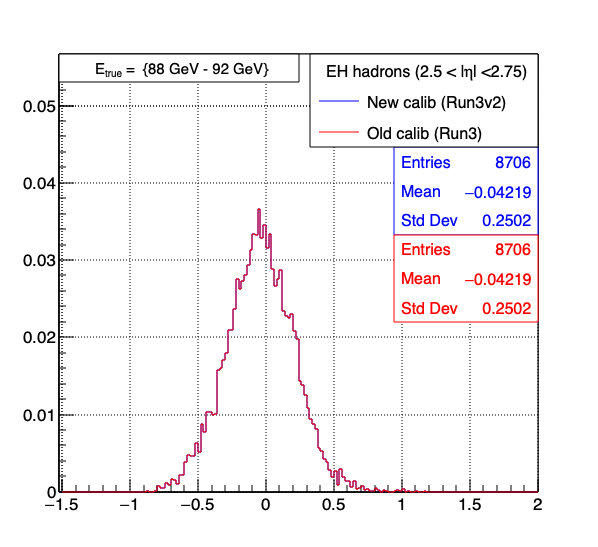 E_true = {88 GeV - 92 GeV}
EH hadrons (2.5 < |η| <2.75)
New calib (Run3v2)
Old calib (Run3)
Entries 8706
Mean −0.04219
Std Dev 0.2502
Entries 8706
Mean −0.04219
Std Dev 0.2502
0.05
0.04
0.03
0.02
0.01
0
−1.5 −1 −0.5 0 0.5 1 1.5 2